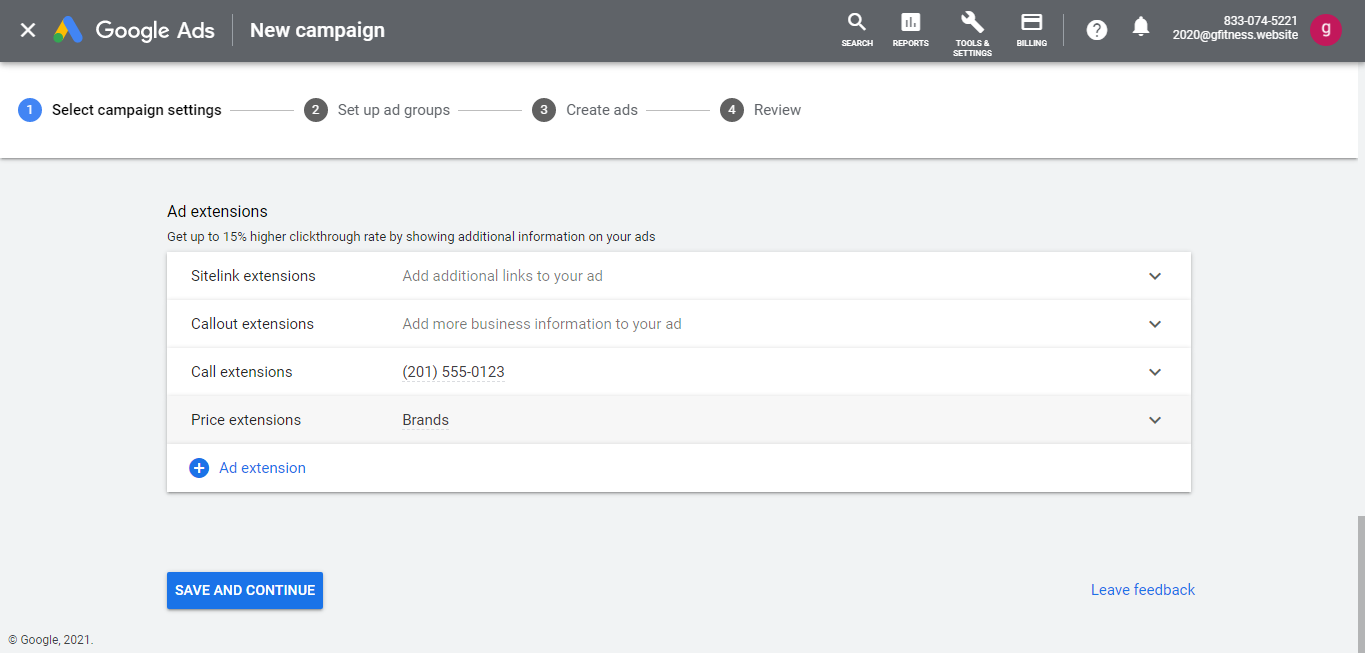 Google Ads New campaign
SEARCH
REPORTS
TOOLS &
SETTINGS
BILLING
?
833-074-5221
2020@gfitness.website
g
1 Select campaign settings 2 Set up ad groups 3 Create ads 4 Review
Ad extensions
Get up to 15% higher clickthrough rate by showing additional information on your ads
Sitelink extensions Add additional links to your ad
Callout extensions Add more business information to your ad
Call extensions (201) 555-0123
Price extensions Brands
Ad extension
SAVE AND CONTINUE Leave feedback
© Google, 2021.